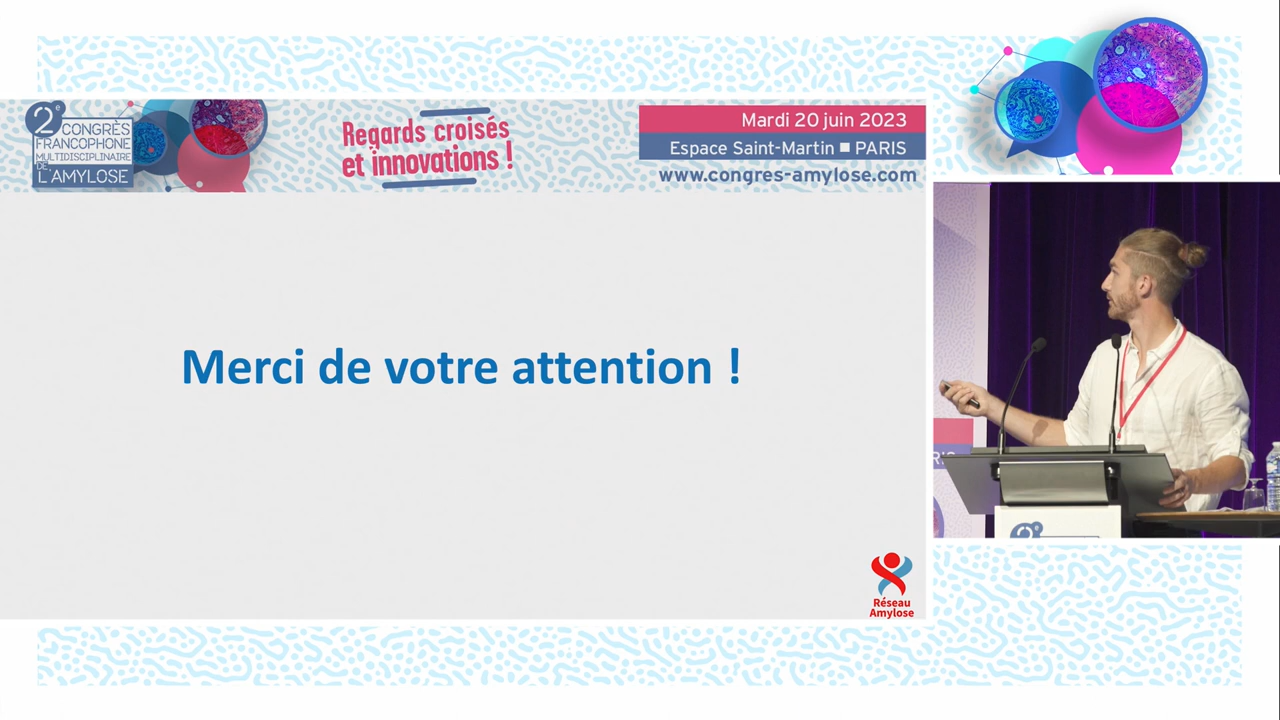 2e
CONGRÈS
FRANCOPHONE
MULTIDISCIPLINAIRE
DE
L'AMYLOSE
Regards croisés
et innovations !
Mardi 20 juin 2023
Espace Saint-Martin ■ PARIS
www.congres-amylose.com
Merci de votre attention !
Réseau
Amylose
2e